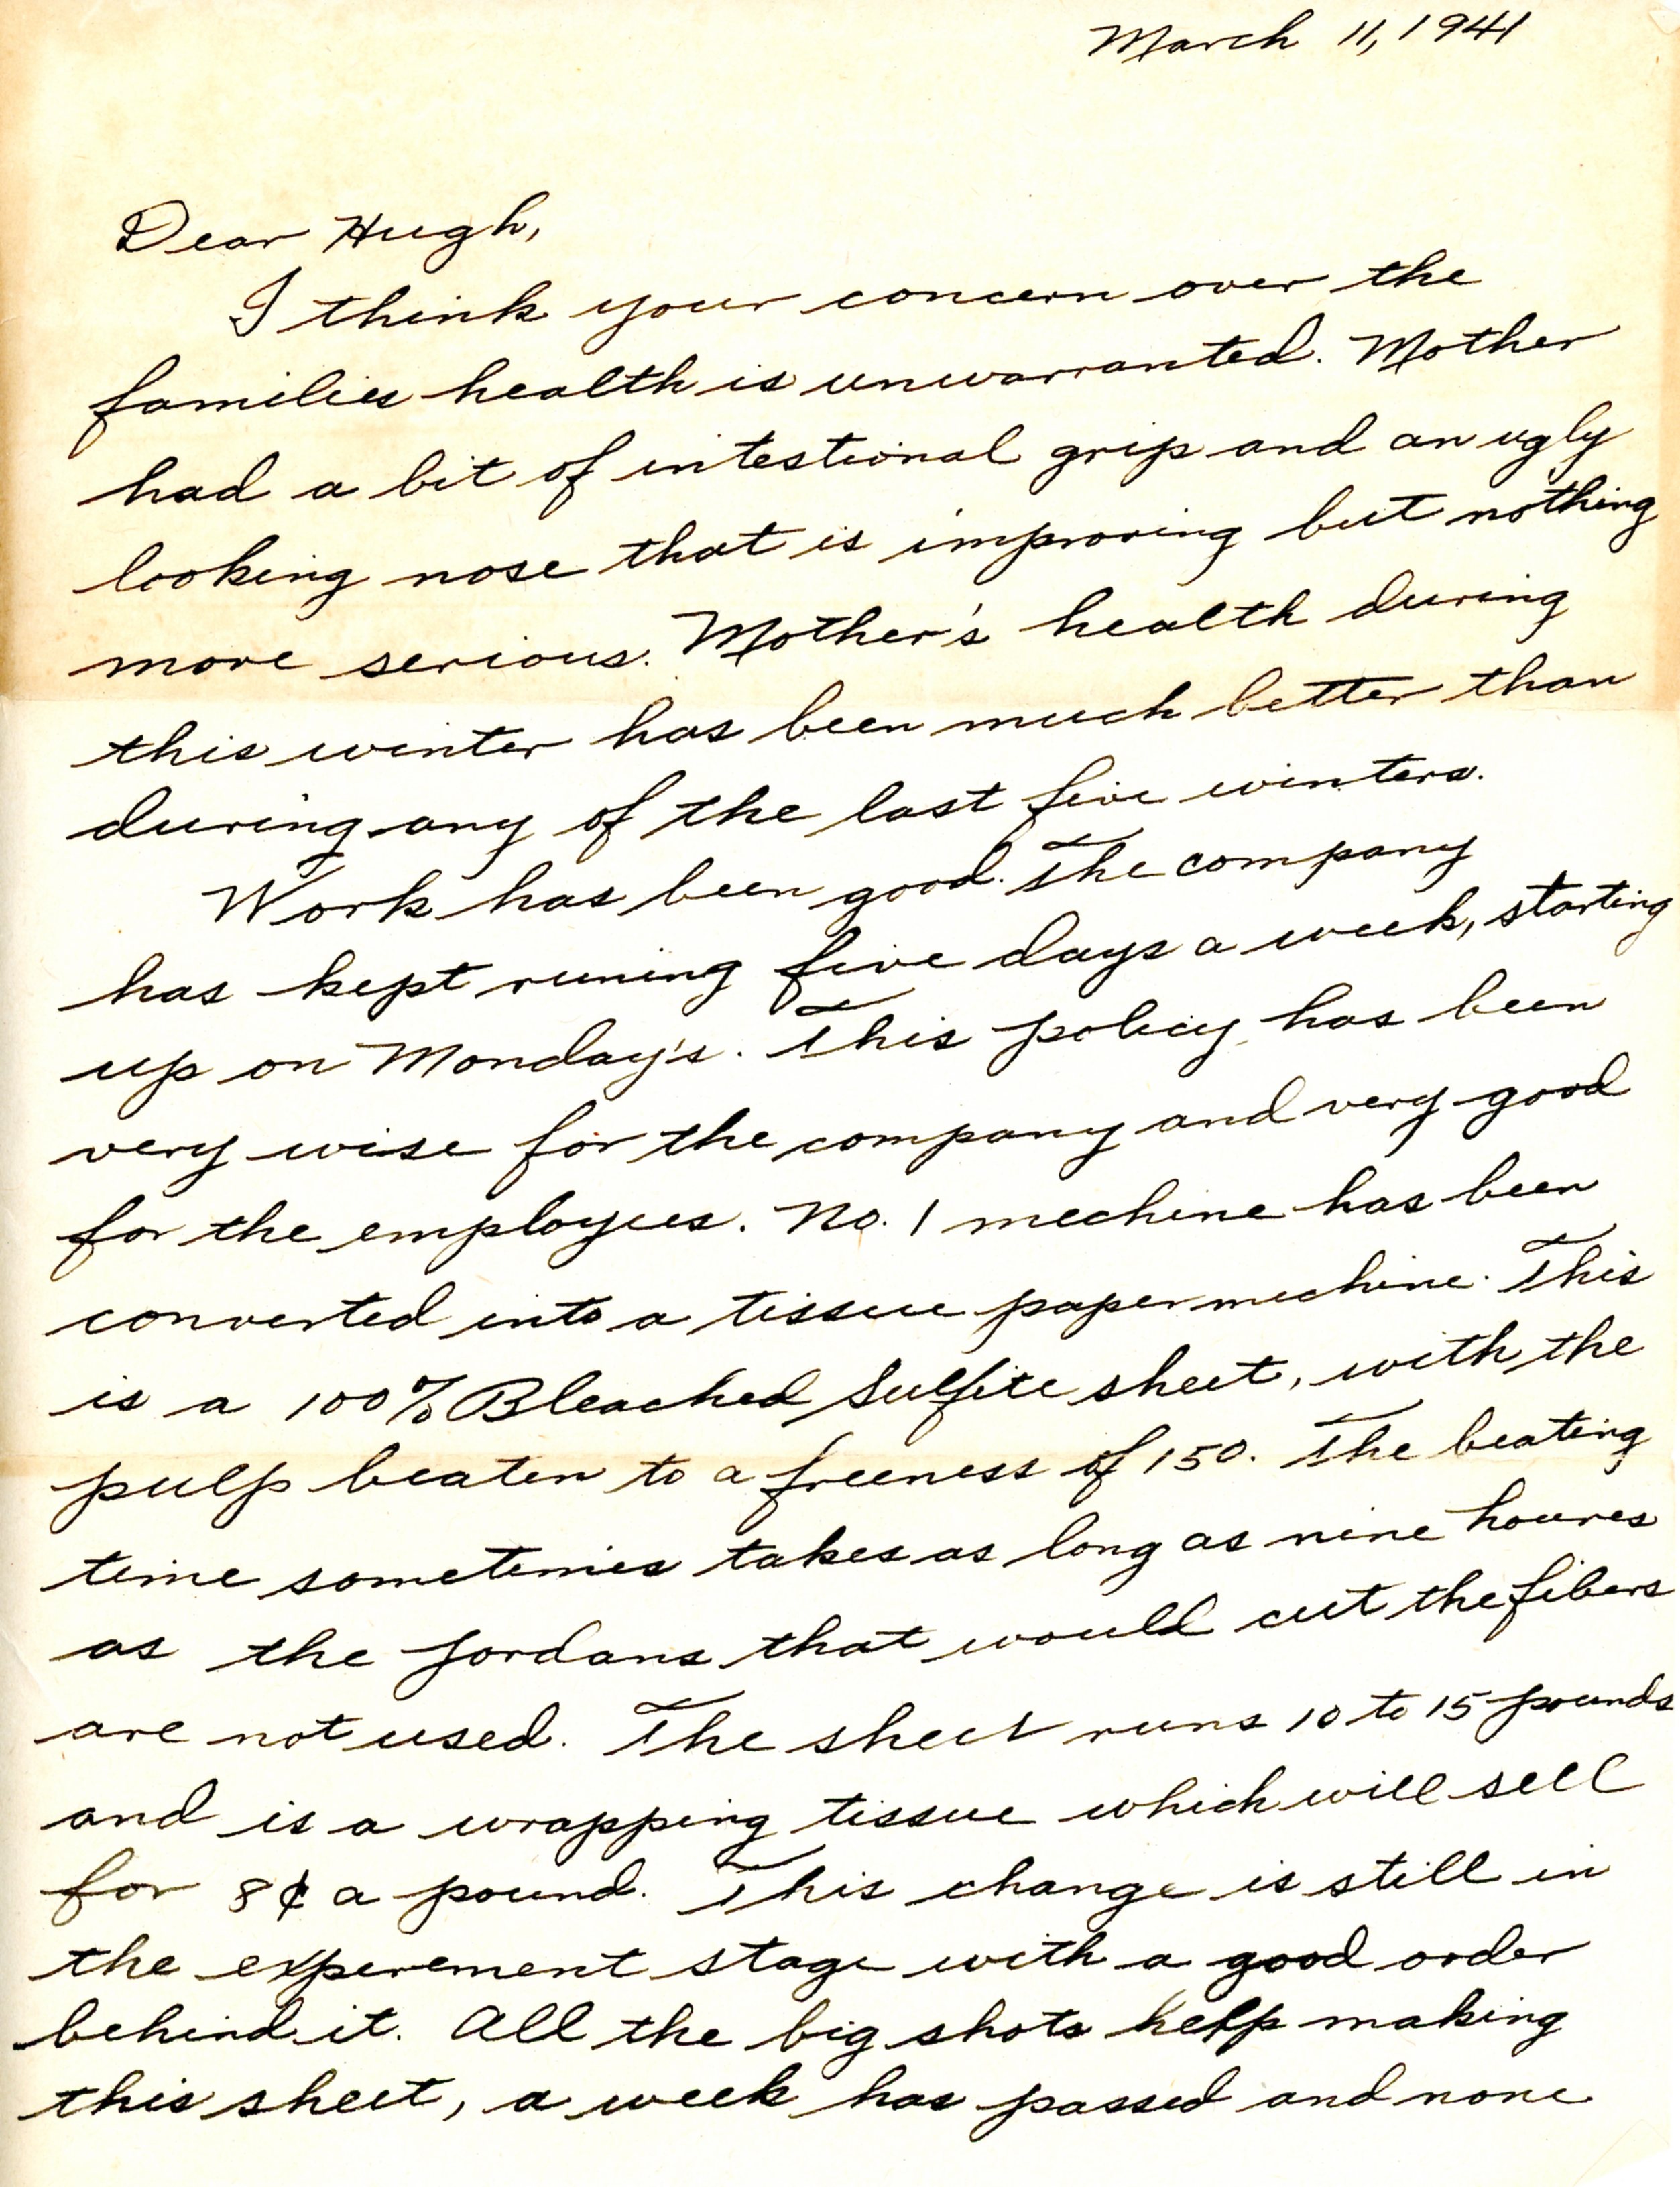 March 11, 1941
Dear Hugh,
I think your concern over the
families health is unwarranted. Mother
had a bit of intestional grip and an ugly
looking nose that is improving but nothing
more serious. Mother's health during
this winter has been much better than
during any of the last five winters.
Work has been good. The company
has kept runing five days a week, starting
up on Monday's. This policy has been
very wise for the company and very good
for the employees. No. 1 mechine has been
converted into a tissue paper mechine. This
is a 100% Bleached Sulfite sheet, with the
pulp beaten to a freeness of 150. The beating
time sometimes takes as long as nine houres
as the Jordans that would cut the fibers
are not used. The sheet runs 10 to 15 pounds
and is a wrapping tissue which will sell
for 8¢ a pound. This change is still in
the experement stage with a good order
behind it. All the big shots help making
this sheet, a week has passed and none